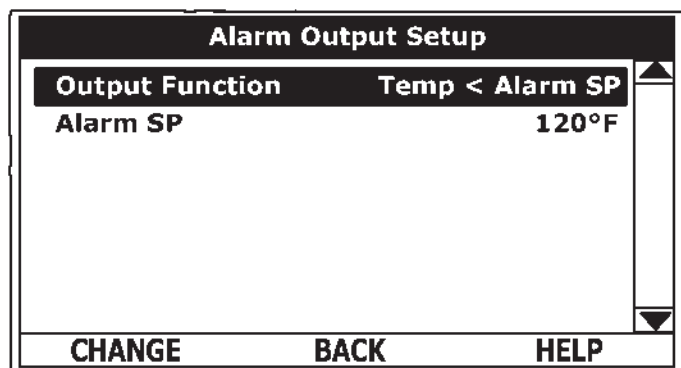 Alarm Output Setup
Output Function Temp < Alarm SP
Alarm SP 120°F
CHANGE BACK HELP